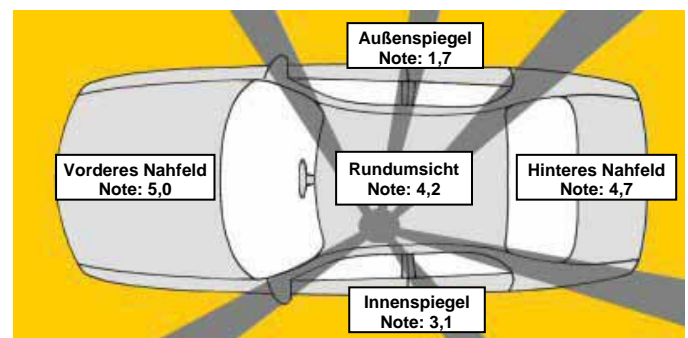 Außenspiegel
Note: 1,7
Vorderes Nahfeld
Note: 5,0
Rundumsicht
Note: 4,2
Hinteres Nahfeld
Note: 4,7
Innenspiegel
Note: 3,1